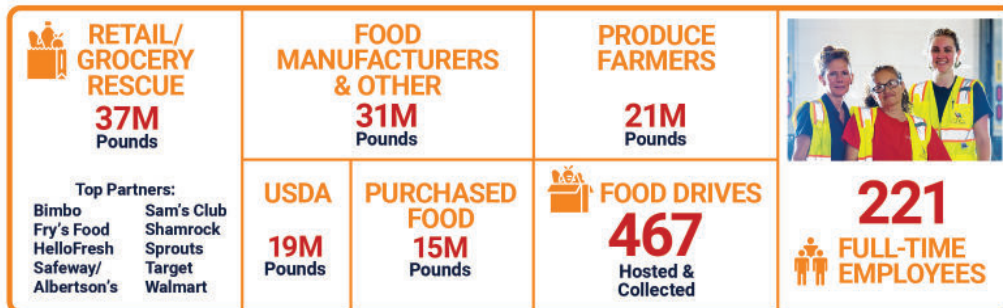 RETAIL/
GROCERY
RESCUE
37M
Pounds
Top Partners:
Bimbo
Fry's Food
HelloFresh
Safeway/
Albertson's
Sam's Club
Shamrock
Sprouts
Target
Walmart
FOOD
MANUFACTURERS
& OTHER
31M
Pounds
PRODUCE
FARMERS
21M
Pounds
USDA
19M
Pounds
PURCHASED
FOOD
15M
Pounds
FOOD DRIVES
467
Hosted &
Collected
221
FULL-TIME
EMPLOYEES